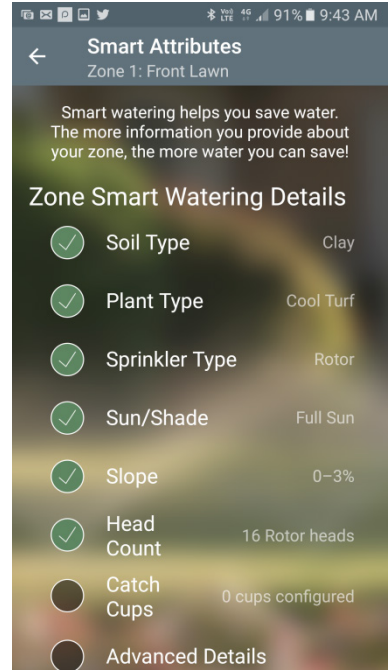 VoD LTE 4G 91% 9:43 AM
Smart Attributes
Zone 1: Front Lawn
Smart watering helps you save water.
The more information you provide about
your zone, the more water you can save!
Zone Smart Watering Details
Soil Type Clay
Plant Type Cool Turf
Sprinkler Type Rotor
Sun/Shade Full Sun
Slope 0–3%
Head
Count 16 Rotor heads
Catch
Cups 0 cups configured
Advanced Details